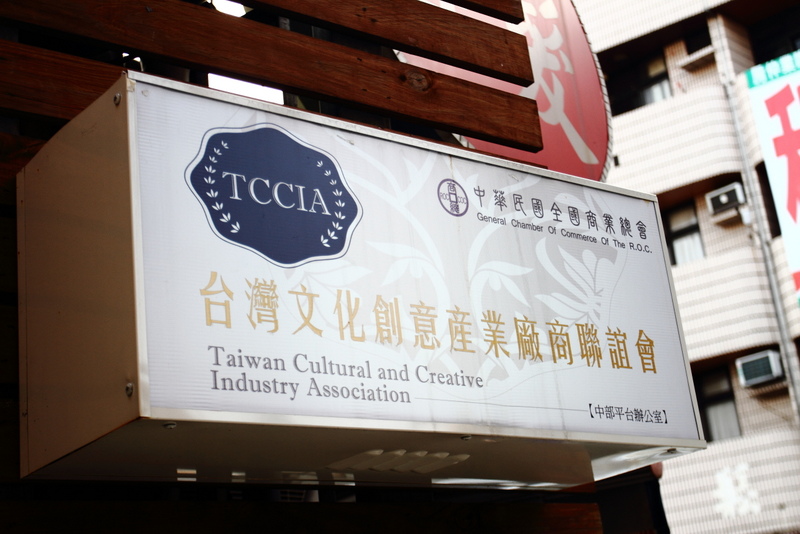 TCCIA
中華民國全國商業總會
General Chamber Of Commerce Of The R.O.C.
台灣文化創意產業廠商聯誼會
Taiwan Cultural and Creative
Industry Association
【中部平台辦公室】